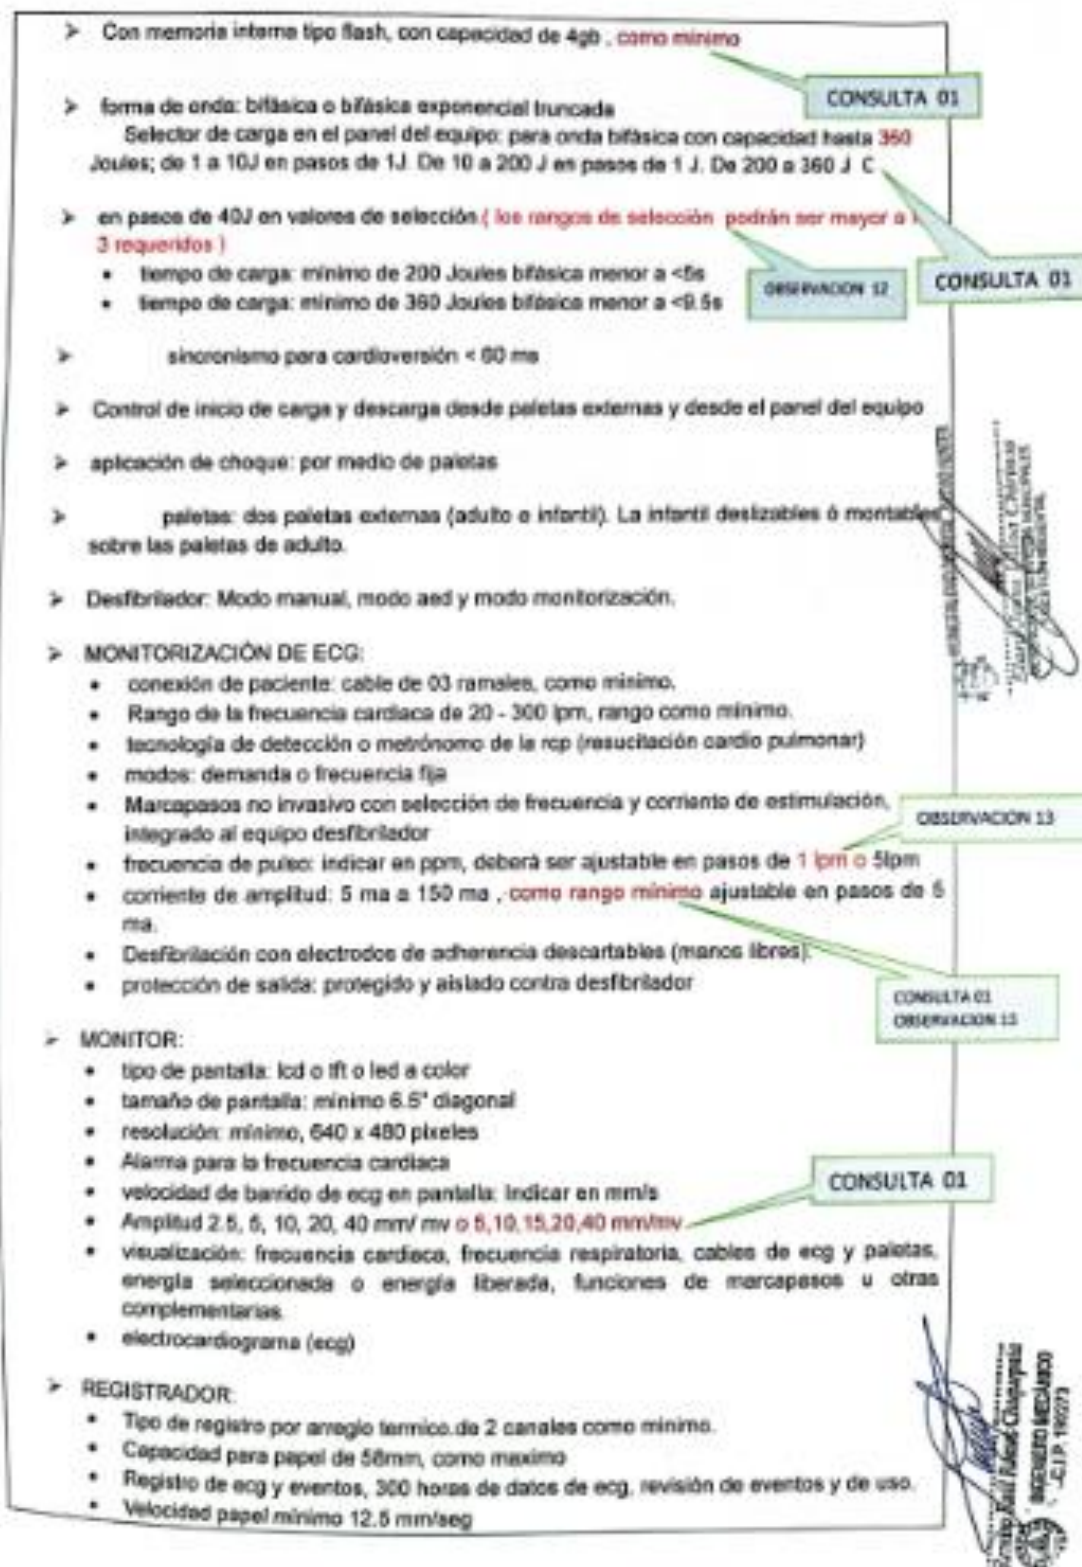 ➢ Con memoria interna tipo flash, con capacidad de 4gb , como mínimo
CONSULTA 01
➢ forma de onda: bifásica o bifásica exponencial truncada
Selector de carga en el panel del equipo: para onda bifásica con capacidad hasta 360
Joules; de 1 a 10J en pasos de 1J. De 10 a 200 J en pasos de 1 J. De 200 a 360 J C
➢ en pasos de 40J en valores de selección.( los rangos de selección podrán ser mayor a
3 requeridos )
• tiempo de carga: mínimo de 200 Joules bifásica menor a <5s
• tiempo de carga: mínimo de 360 Joules bifásica menor a <9.5s
OBSERVACION 12
CONSULTA 01
➢ sincronismo para cardioversión < 60 ms
➢ Control de inicio de carga y descarga desde paletas externas y desde el panel del equipo
➢ aplicación de choque: por medio de paletas
➢ paletas: dos paletas externas (adulto e infantil). La infantil deslizables ó montables
sobre las paletas de adulto.
➢ Desfibrilador: Modo manual, modo aed y modo monitorización.
➢ MONITORIZACIÓN DE ECG:
• conexión de paciente: cable de 03 ramales, como mínimo.
• Rango de la frecuencia cardiaca de 20 - 300 lpm, rango como mínimo.
• tecnología de detección o metrónomo de la rcp (resucitación cardio pulmonar)
• modos: demanda o frecuencia fija
• Marcapasos no invasivo con selección de frecuencia y corriente de estimulación,
integrado al equipo desfibrilador
OBSERVACIÓN 13
• frecuencia de pulso: indicar en ppm, deberá ser ajustable en pasos de 1 lpm o 5lpm
• corriente de amplitud: 5 ma a 150 ma , como rango mínimo ajustable en pasos de 5
ma.
• Desfibrilación con electrodos de adherencia descartables (manos libres).
• protección de salida: protegido y aislado contra desfibrilador
CONSULTA 01
OBSERVACION 13
➢ MONITOR:
• tipo de pantalla: lcd o tft o led a color
• tamaño de pantalla: mínimo 6.5" diagonal
• resolución: mínimo, 640 x 480 pixeles
• Alarma para la frecuencia cardiaca
• velocidad de barrido de ecg en pantalla: Indicar en mm/s
CONSULTA 01
• Amplitud 2.5, 5, 10, 20, 40 mm/ mv o 5,10,15,20,40 mm/mv
• visualización: frecuencia cardiaca, frecuencia respiratoria, cables de ecg y paletas,
energía seleccionada o energía liberada, funciones de marcapasos u otras
complementarias.
• electrocardiograma (ecg)
➢ REGISTRADOR:
• Tipo de registro por arreglo termico.de 2 canales como mínimo.
• Capacidad para papel de 58mm, como maximo
• Registro de ecg y eventos, 300 horas de datos de ecg, revisión de eventos y de uso.
• Velocidad papel mínimo 12.5 mm/seg
INGENIERO MECÁNICO
C.I.P. 190273